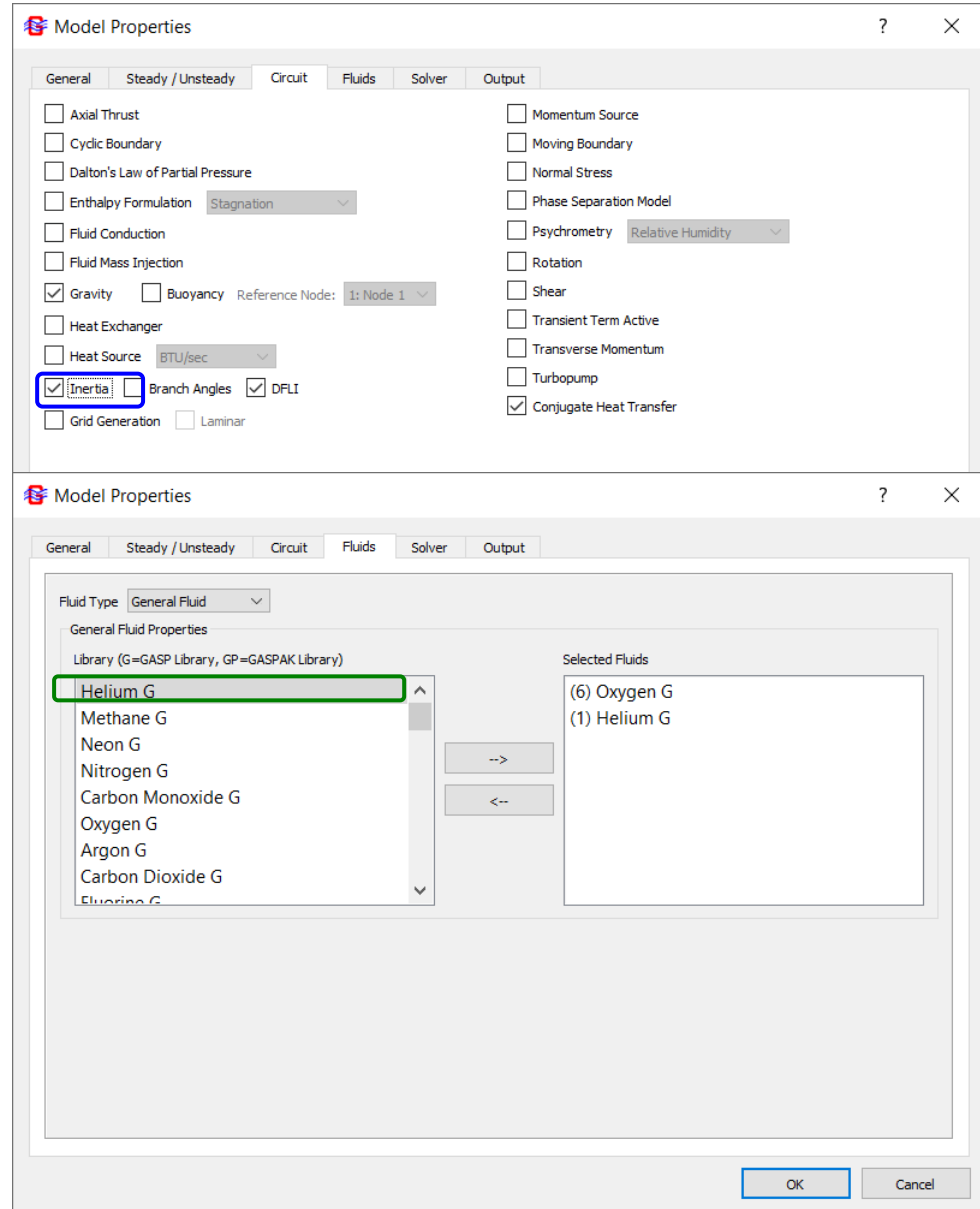 Model Properties
?
General Steady / Unsteady Circuit Fluids Solver Output
Axial Thrust
Cyclic Boundary
Dalton's Law of Partial Pressure
Enthalpy Formulation Stagnation
Fluid Conduction
Fluid Mass Injection
Gravity Buoyancy Reference Node: 1: Node 1
Heat Exchanger
Heat Source BTU/sec
Inertia Branch Angles DFLI
Grid Generation Laminar
Momentum Source
Moving Boundary
Normal Stress
Phase Separation Model
Psychrometry Relative Humidity
Rotation
Shear
Transient Term Active
Transverse Momentum
Turbopump
Conjugate Heat Transfer
Model Properties
?
General Steady / Unsteady Circuit Fluids Solver Output
Fluid Type General Fluid
General Fluid Properties
Library (G=GASP Library, GP=GASPAK Library)
Helium G
Methane G
Neon G
Nitrogen G
Carbon Monoxide G
Oxygen G
Argon G
Carbon Dioxide G
Fluorine G
-->
<--
Selected Fluids
(6) Oxygen G
(1) Helium G
OK Cancel